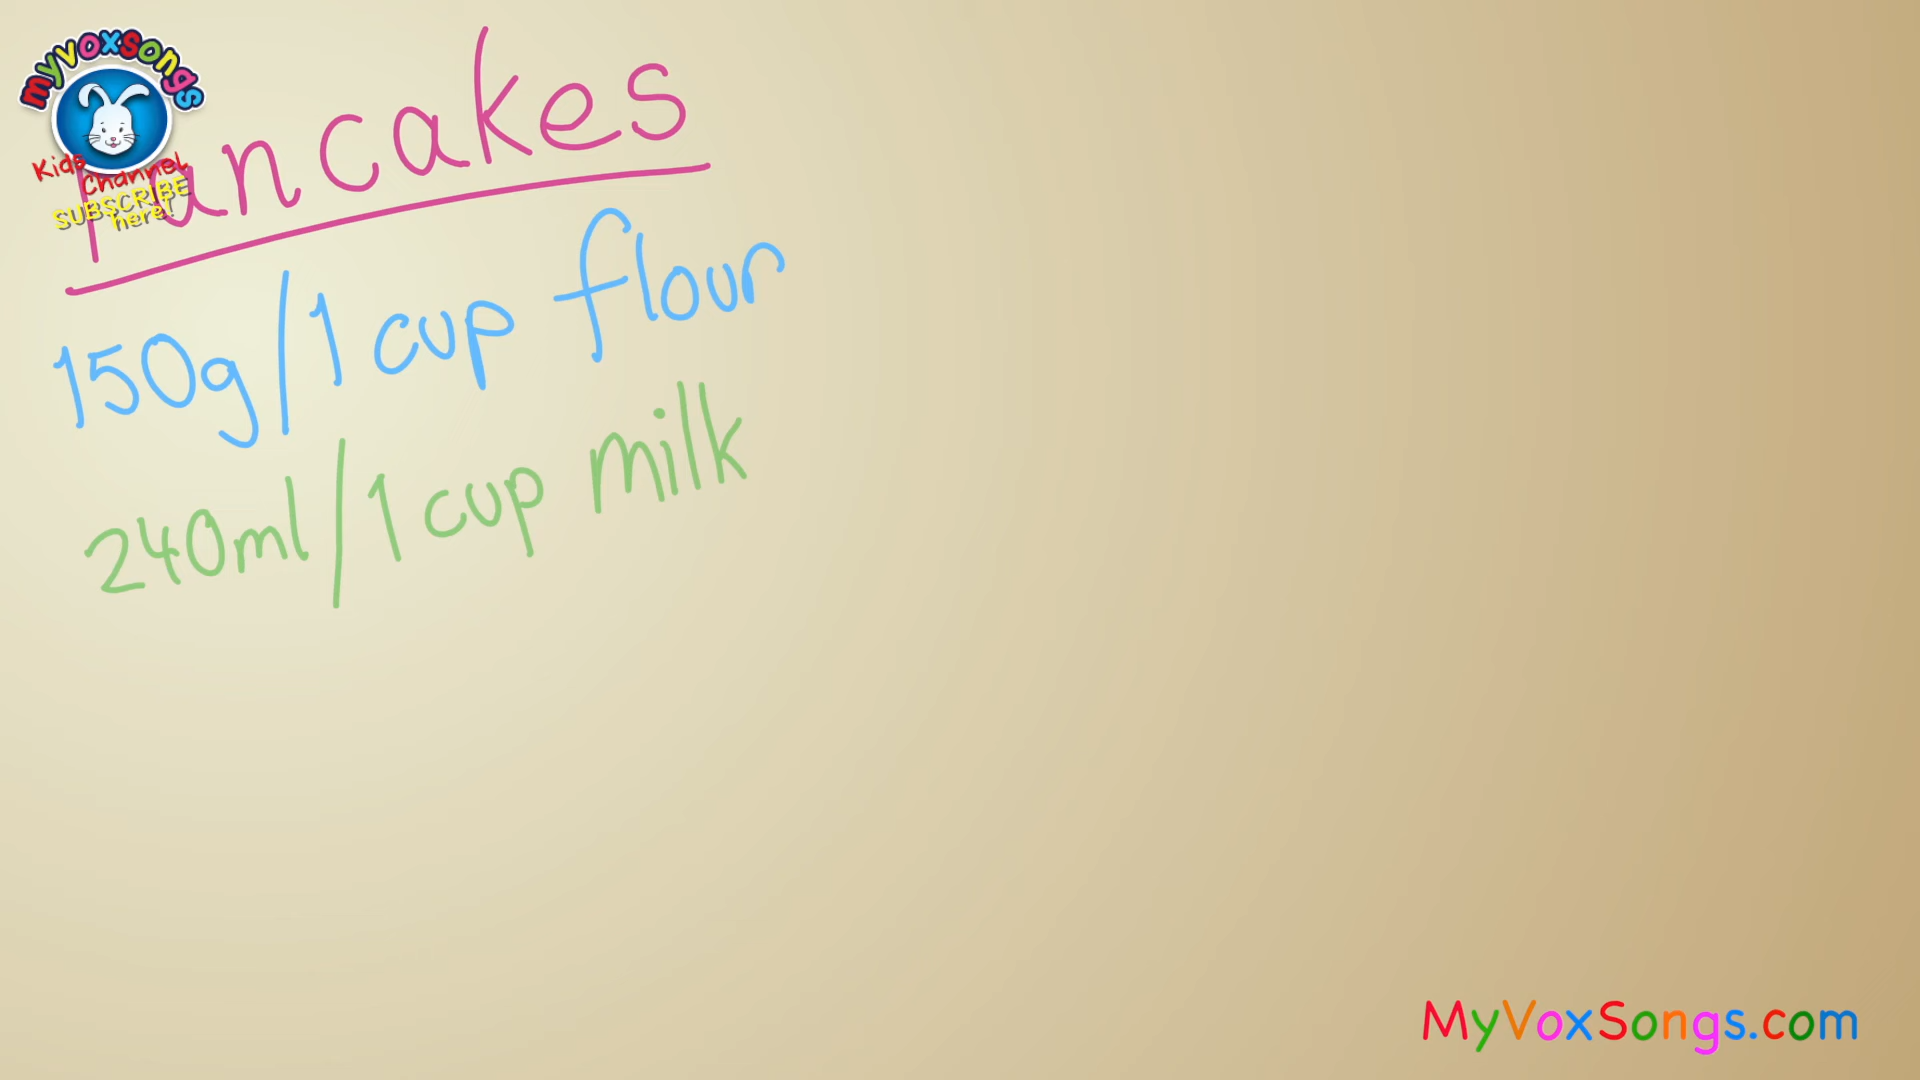 myvoxsongs
Kids
Channel
SUBSCRIBE
here!
Pancakes
150g/1 cup flour
240ml/1 cup milk
MyVoxSongs.com